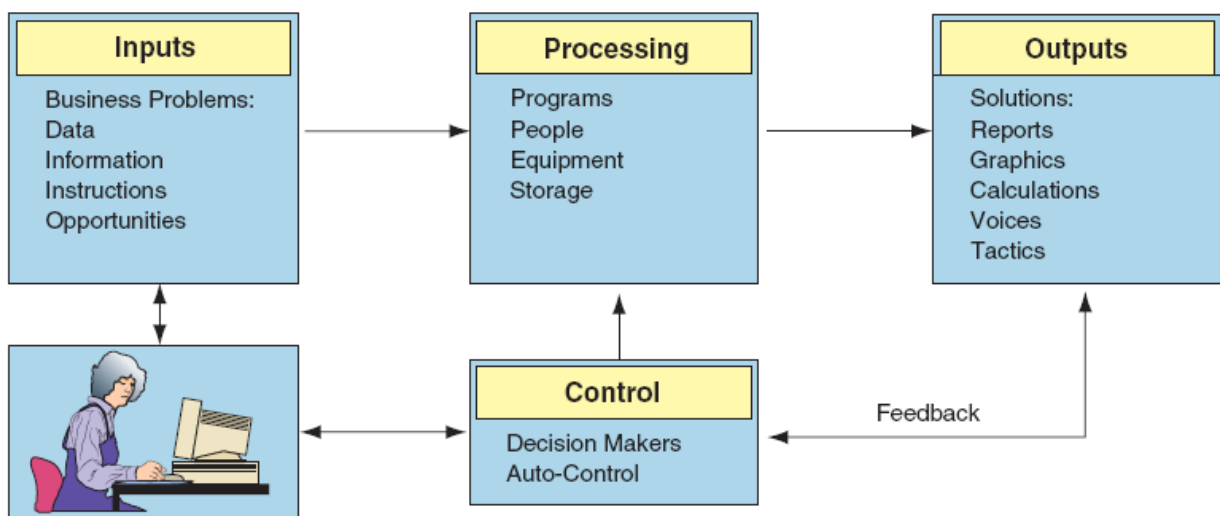 Inputs
Business Problems:
Data
Information
Instructions
Opportunities
Processing
Programs
People
Equipment
Storage
Outputs
Solutions:
Reports
Graphics
Calculations
Voices
Tactics
Control
Decision Makers
Auto-Control
Feedback